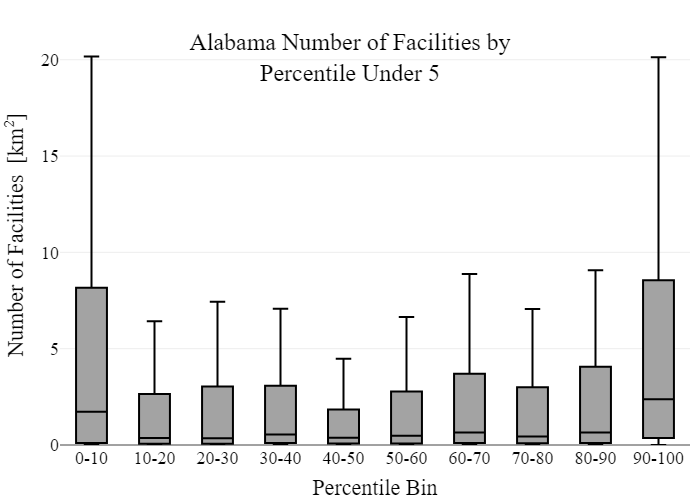 Alabama Number of Facilities by
Percentile Under 5
Number of Facilities [km²]
20
15
10
5
0
0-10 10-20 20-30 30-40 40-50 50-60 60-70 70-80 80-90 90-100
Percentile Bin